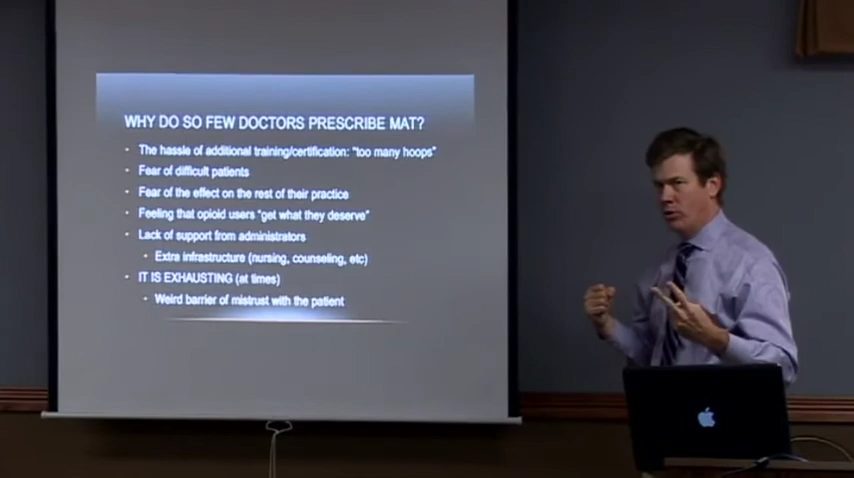 WHY DO SO FEW DOCTORS PRESCRIBE MAT?
The hassle of additional training/certification: "too many hoops"
Fear of difficult patients
Fear of the effect on the rest of their practice
Feeling that opioid users "get what they deserve"
Lack of support from administrators
Extra infrastructure (nursing, counseling, etc)
IT IS EXHAUSTING (at times)
Weird barrier of mistrust with the patient